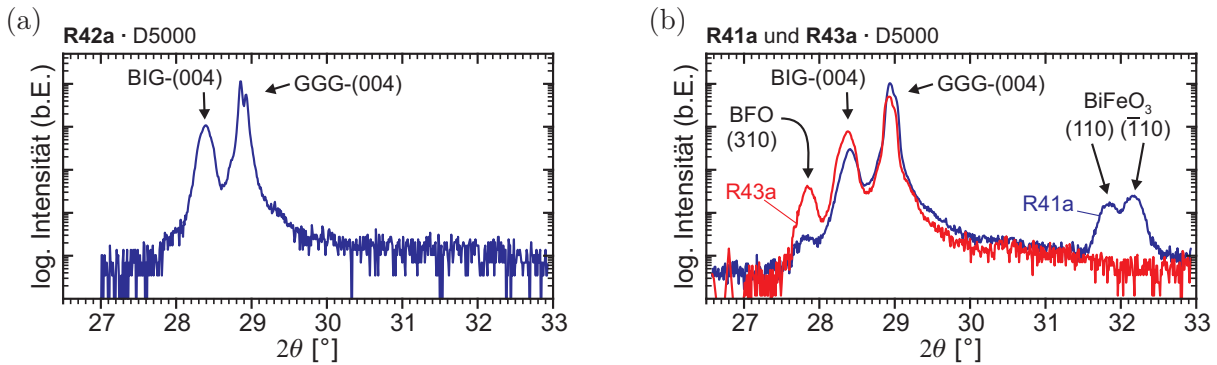 (a)
R42a · D5000
log. Intensität (b.E.)
BIG-(004)
GGG-(004)
27 28 29 30 31 32 33
2θ [°]
(b)
R41a und R43a · D5000
log. Intensität (b.E.)
BIG-(004)
GGG-(004)
BFO
(310)
BiFeO₃
(110) (1̅10)
R43a
R41a
27 28 29 30 31 32 33
2θ [°]